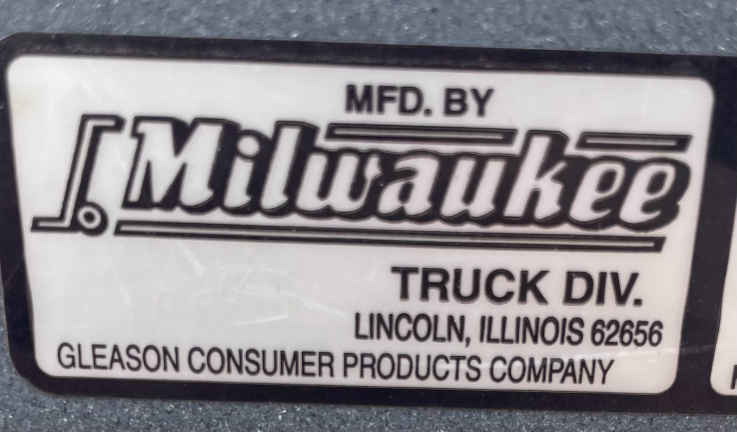 MFD. BY
Milwaukee
TRUCK DIV.
LINCOLN, ILLINOIS 62656
GLEASON CONSUMER PRODUCTS COMPANY